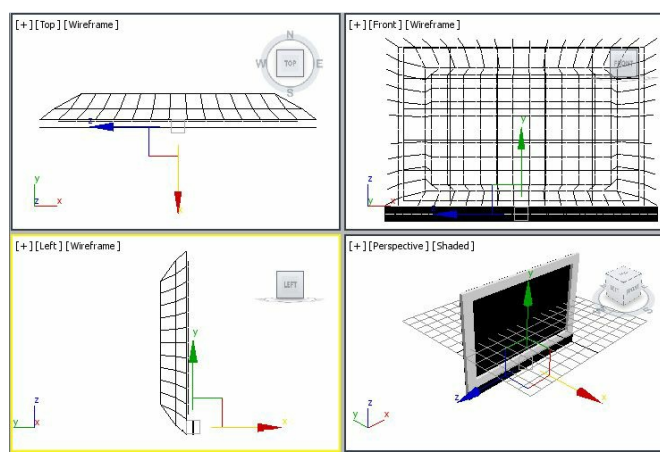 [+] [Top] [Wireframe]
N
W TOP E
S
z
y
z x
x
[+] [Front] [Wireframe]
FRONT
y
z
y x
[+] [Left] [Wireframe]
LEFT
y
x
z
y x
[+] [Perspective] [Shaded]
y
z
x
z
y x